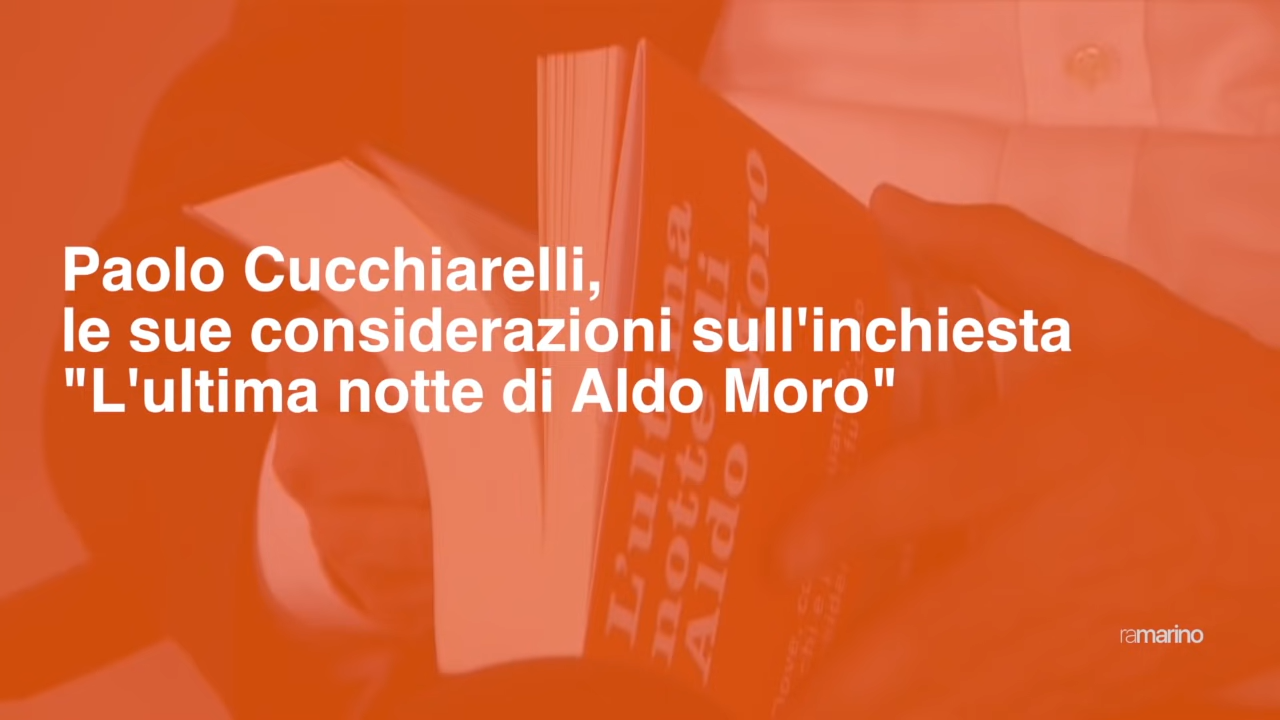 Paolo Cucchiarelli,
le sue considerazioni sull'inchiesta
"L'ultima notte di Aldo Moro"
L'ultima
notte di
Aldo Moro
ramarino